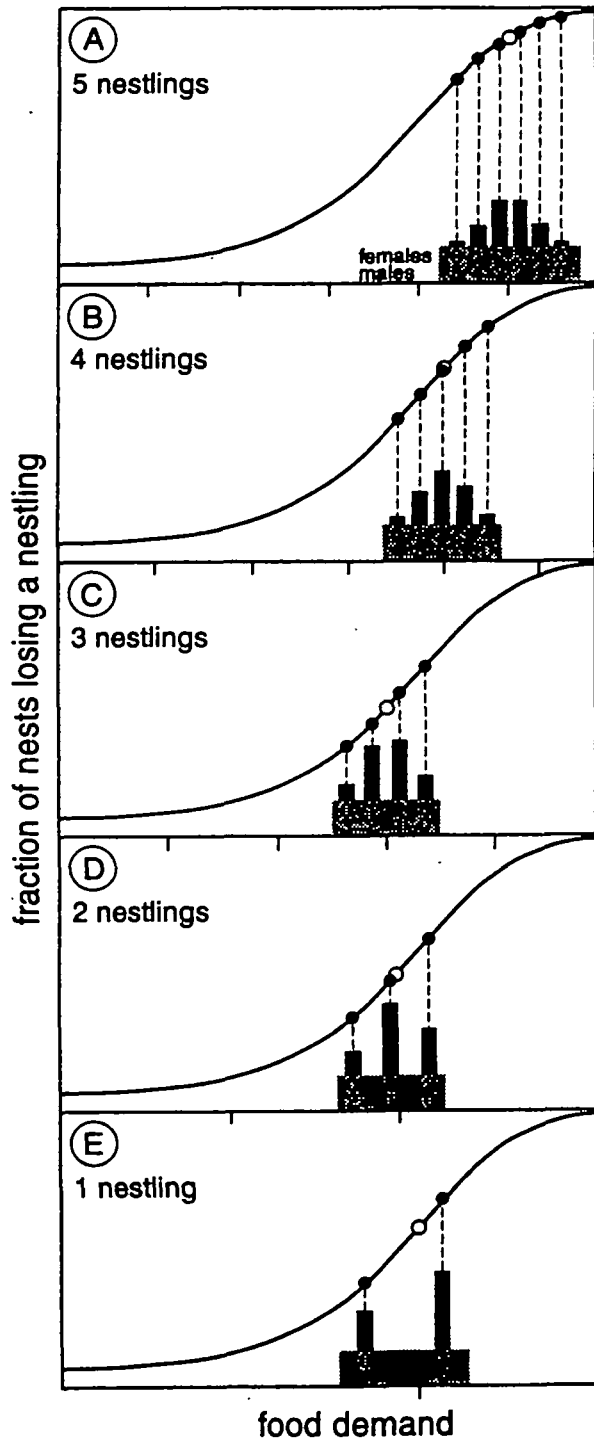 A
5 nestlings
females
males
B
4 nestlings
C
3 nestlings
D
2 nestlings
E
1 nestling
fraction of nests losing a nestling
food demand